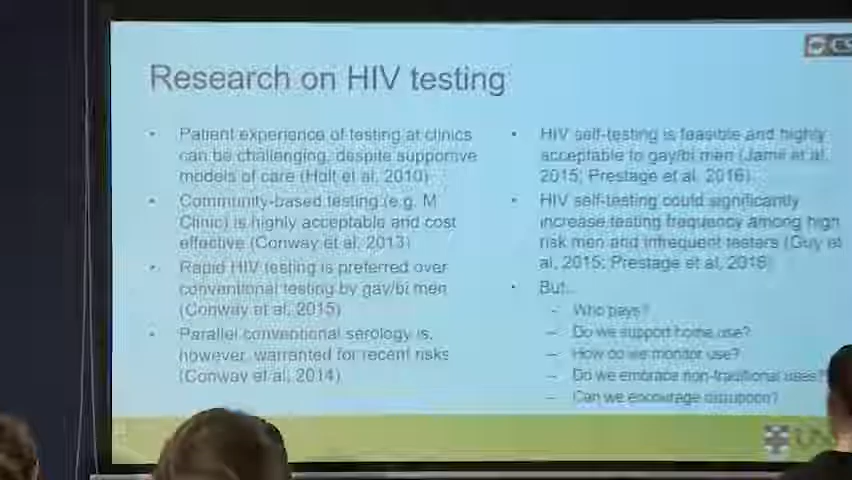 Research on HIV testing
Patient experience of testing at clinics
can be challenging, despite supportive
models of care (Holt et al, 2010)
Community-based testing (e.g. M
Clinic) is highly acceptable and cost
effective (Conway et al, 2013)
Rapid HIV testing is preferred over
conventional testing by gay/bi men
(Conway et al, 2015)
Parallel conventional serology is,
however, warranted for recent risks
(Conway et al, 2014)
HIV self-testing is feasible and highly
acceptable to gay/bi men (Jamil et al,
2015; Prestage et al, 2016)
HIV self-testing could significantly
increase testing frequency among high
risk men and infrequent testers (Guy et
al, 2015; Prestage et al, 2016)
But...
– Who pays?
– Do we support home use?
– How do we monitor use?
– Do we embrace non-traditional uses?
– Can we encourage disruption?
CS
UN